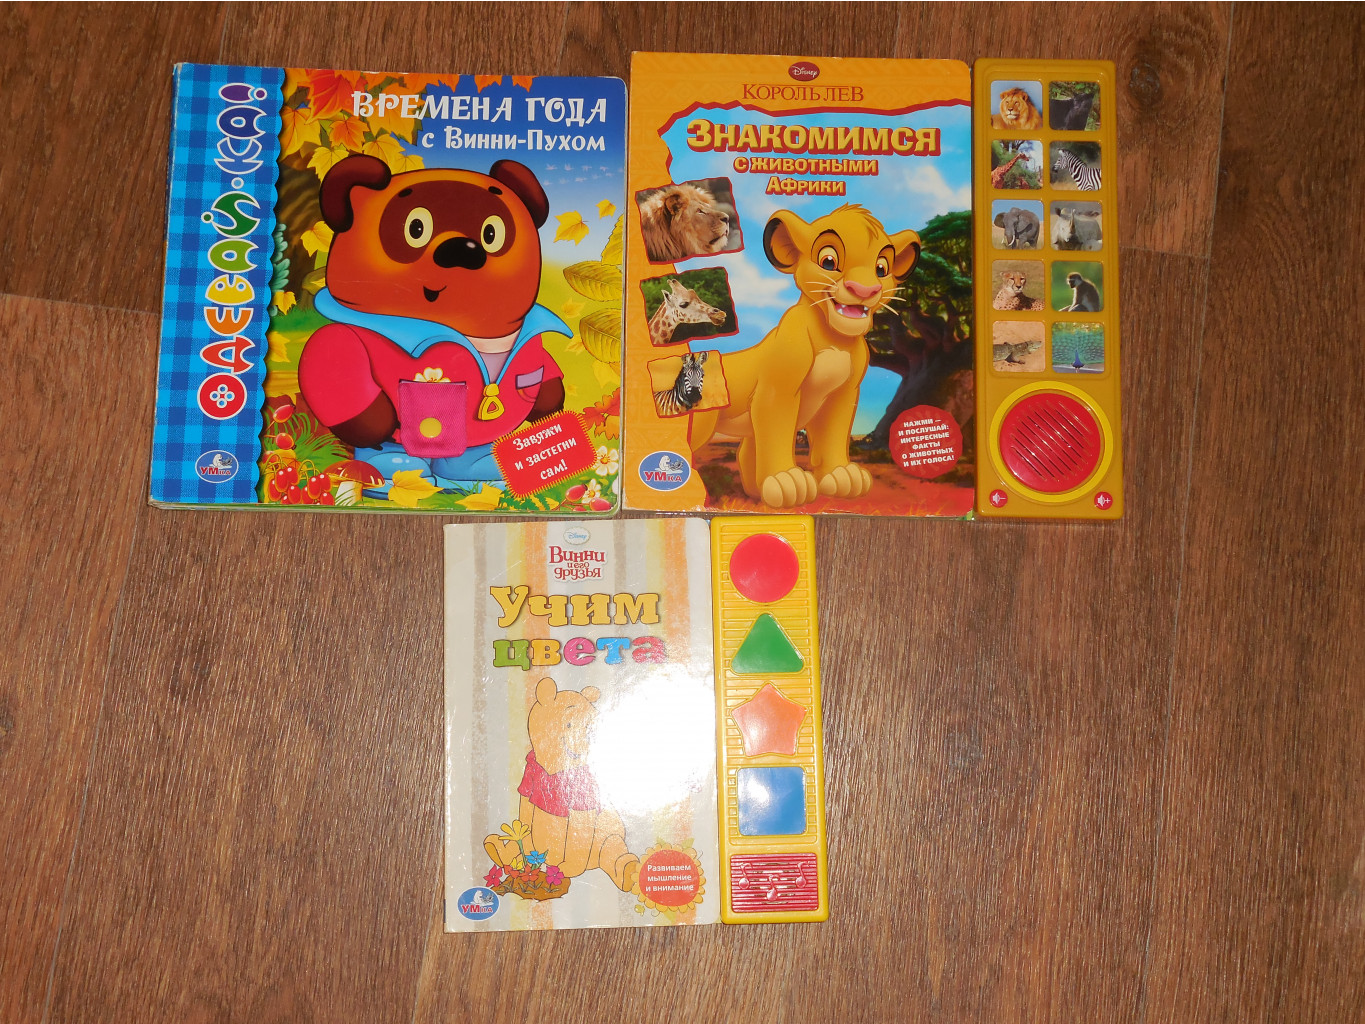 ОДЕВАЙ-КА!
ВРЕМЕНА ГОДА
с Винни-Пухом
Завяжи
и застегни
сам!
УМка
Disney
КОРОЛЬ ЛЕВ
ЗНАКОМИМСЯ
С ЖИВОТНЫМИ
АФРИКИ
НАЖМИ —
И ПОСЛУШАЙ:
ИНТЕРЕСНЫЕ
ФАКТЫ
О ЖИВОТНЫХ
И ИХ ГОЛОСА!
УМка
Disney
Винни
и его
друзья
Учим
цвета
Развиваем
мышление
и внимание
УМка